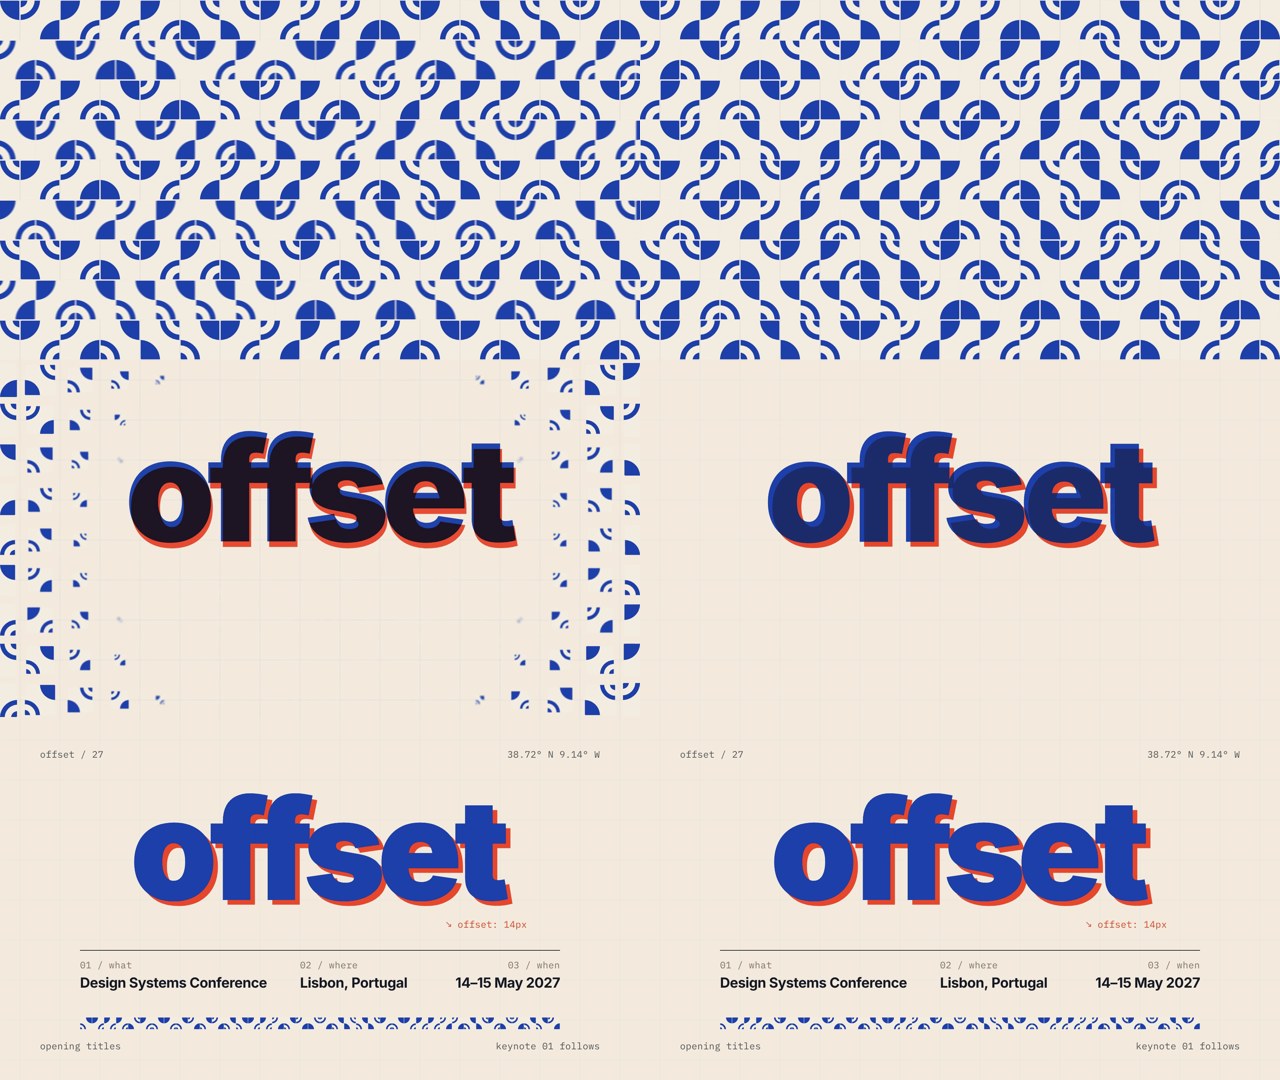 offset
offset
offset / 27
38.72° N 9.14° W
offset / 27
38.72° N 9.14° W
offset
offset
↘ offset: 14px
↘ offset: 14px
01 / what
02 / where
03 / when
01 / what
02 / where
03 / when
Design Systems Conference
Lisbon, Portugal
14–15 May 2027
Design Systems Conference
Lisbon, Portugal
14–15 May 2027
opening titles
keynote 01 follows
opening titles
keynote 01 follows